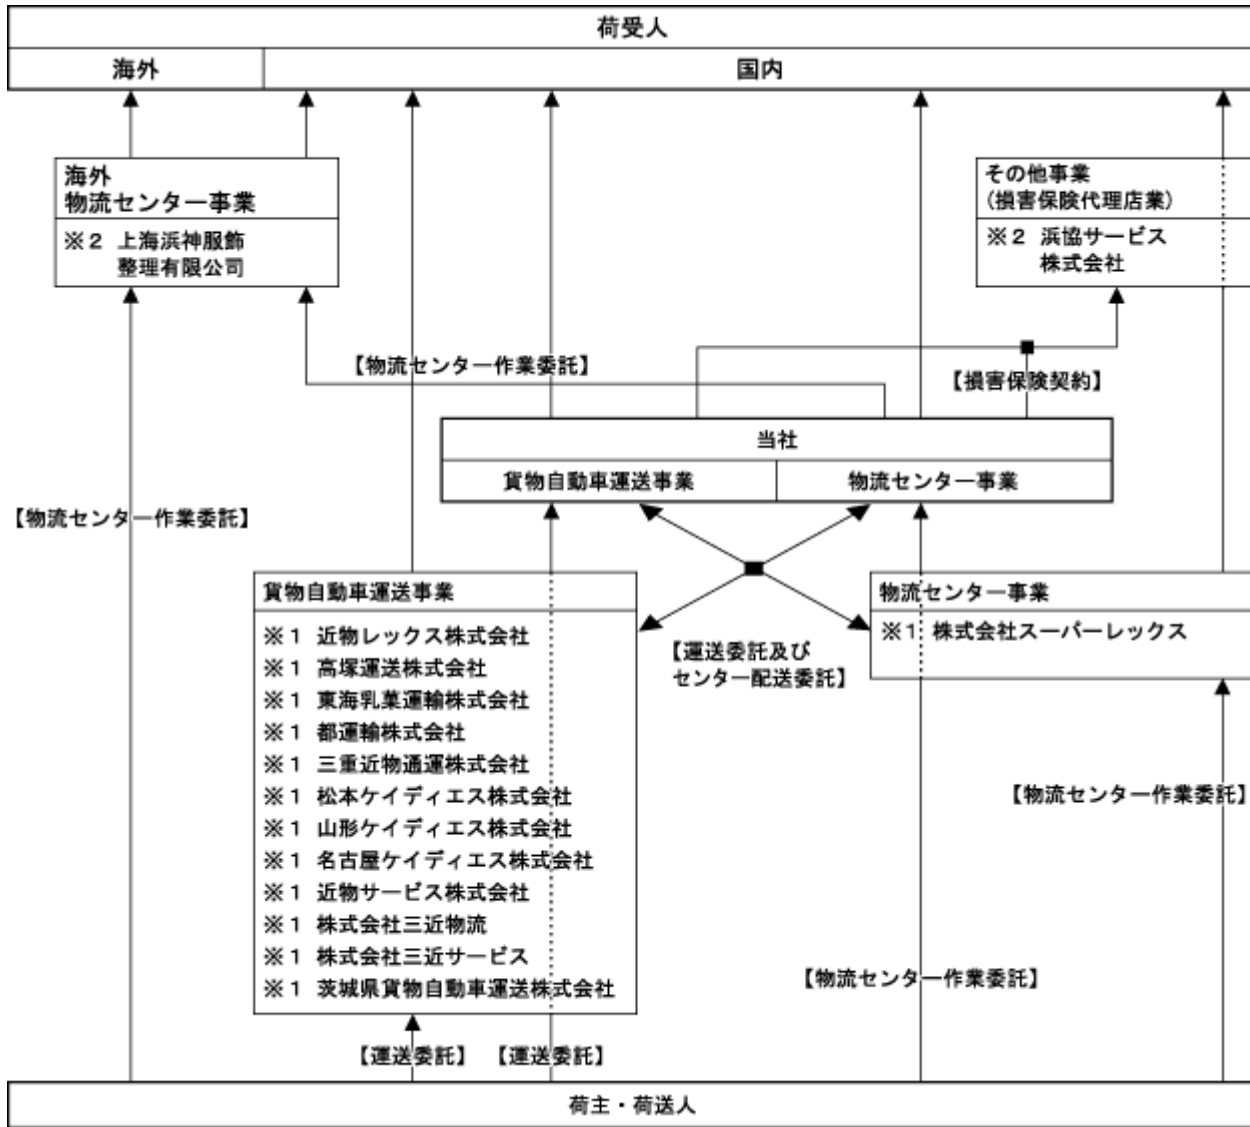 荷受人
海外
国内
海外
物流センター事業
※2 上海浜神服飾
整理有限公司
その他事業
(損害保険代理店業)
※2 浜協サービス
株式会社
【物流センター作業委託】
【損害保険契約】
当社
貨物自動車運送事業
物流センター事業
【物流センター作業委託】
貨物自動車運送事業
※1 近物レックス株式会社
※1 高塚運送株式会社
※1 東海乳菓運輸株式会社
※1 都運輸株式会社
※1 三重近物通運株式会社
※1 松本ケイディエス株式会社
※1 山形ケイディエス株式会社
※1 名古屋ケイディエス株式会社
※1 近物サービス株式会社
※1 株式会社三近物流
※1 株式会社三近サービス
※1 茨城県貨物自動車運送株式会社
【運送委託及び
センター配送委託】
物流センター事業
※1 株式会社スーパーレックス
【物流センター作業委託】
【物流センター作業委託】
【運送委託】
【運送委託】
荷主・荷送人